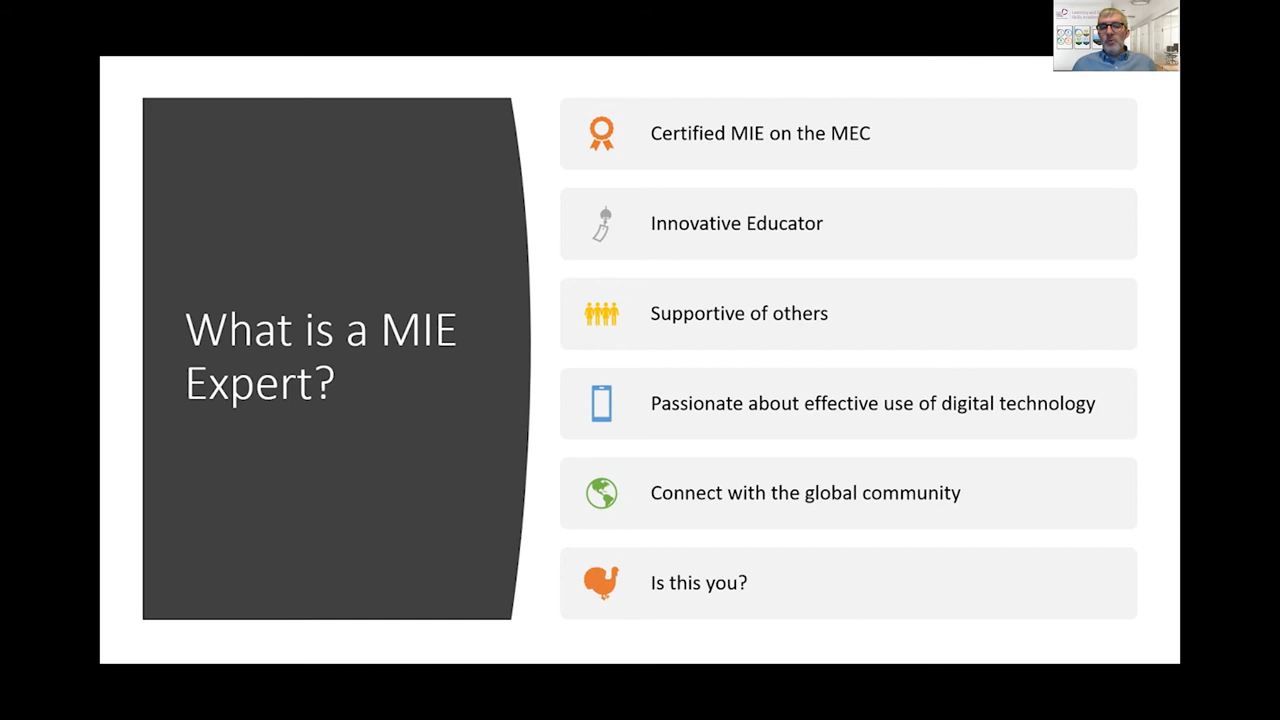 What is a MIE
Expert?
Certified MIE on the MEC
Innovative Educator
Supportive of others
Passionate about effective use of digital technology
Connect with the global community
Is this you?